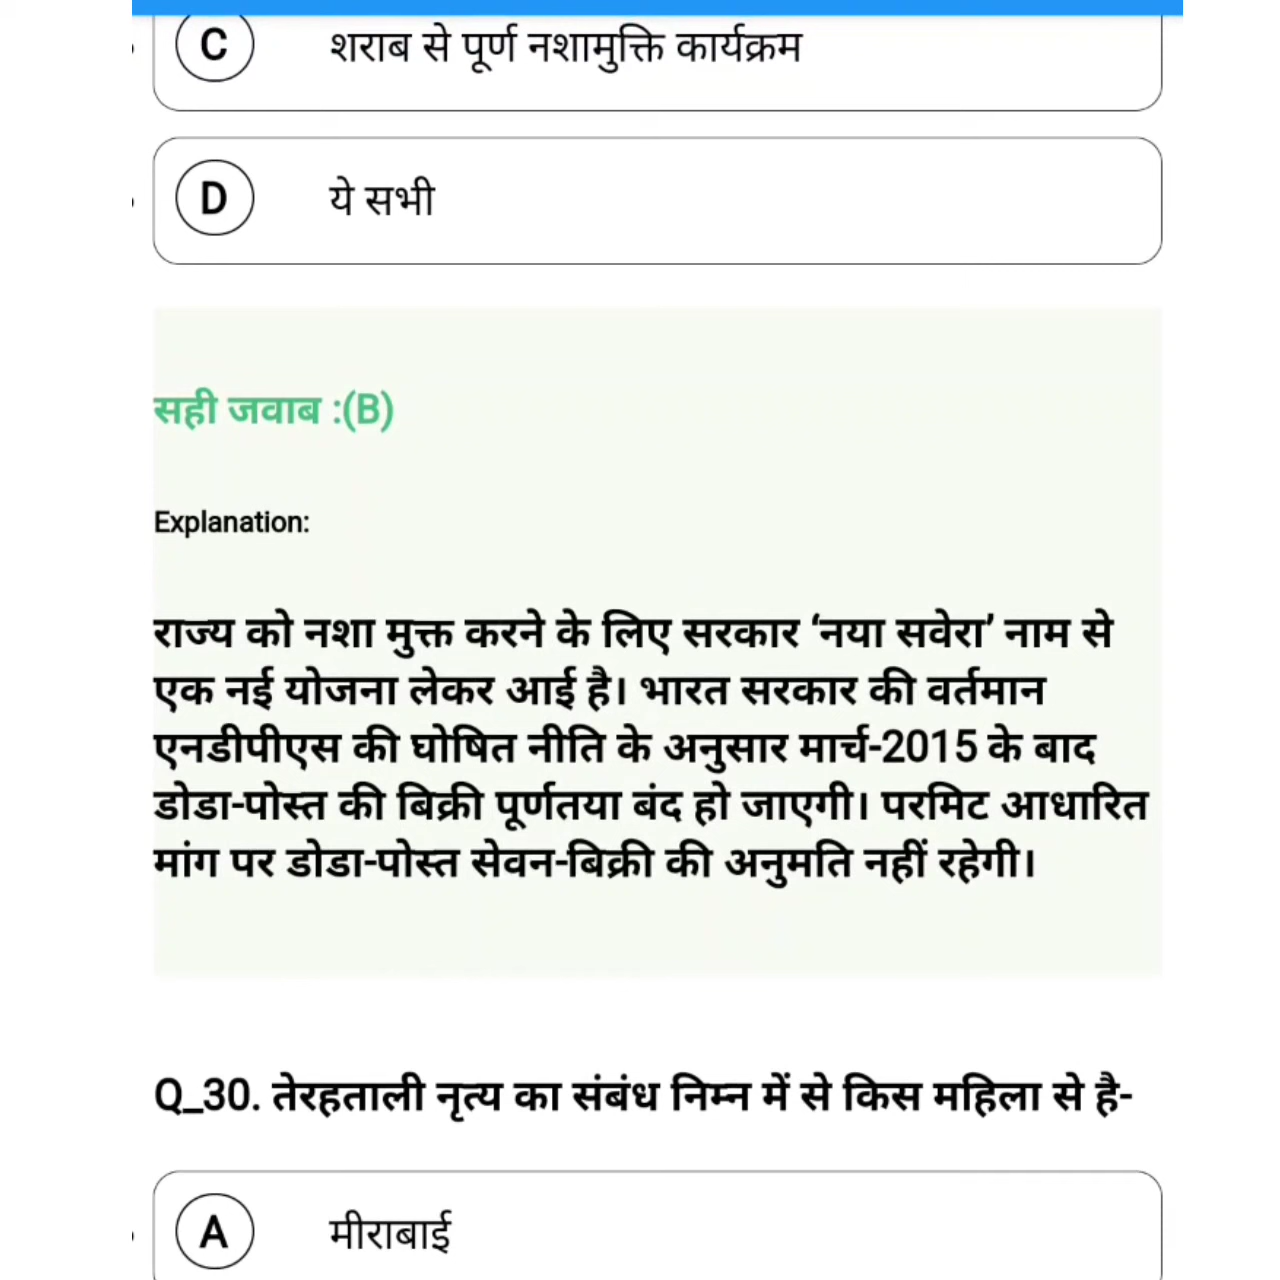 C शराब से पूर्ण नशामुक्ति कार्यक्रम
D ये सभी
सही जवाब :(B)
Explanation:
राज्य को नशा मुक्त करने के लिए सरकार ‘नया सवेरा’ नाम से
एक नई योजना लेकर आई है। भारत सरकार की वर्तमान
एनडीपीएस की घोषित नीति के अनुसार मार्च-2015 के बाद
डोडा-पोस्त की बिक्री पूर्णतया बंद हो जाएगी। परमिट आधारित
मांग पर डोडा-पोस्त सेवन-बिक्री की अनुमति नहीं रहेगी।
Q_30. तेरहताली नृत्य का संबंध निम्न में से किस महिला से है-
A मीराबाई